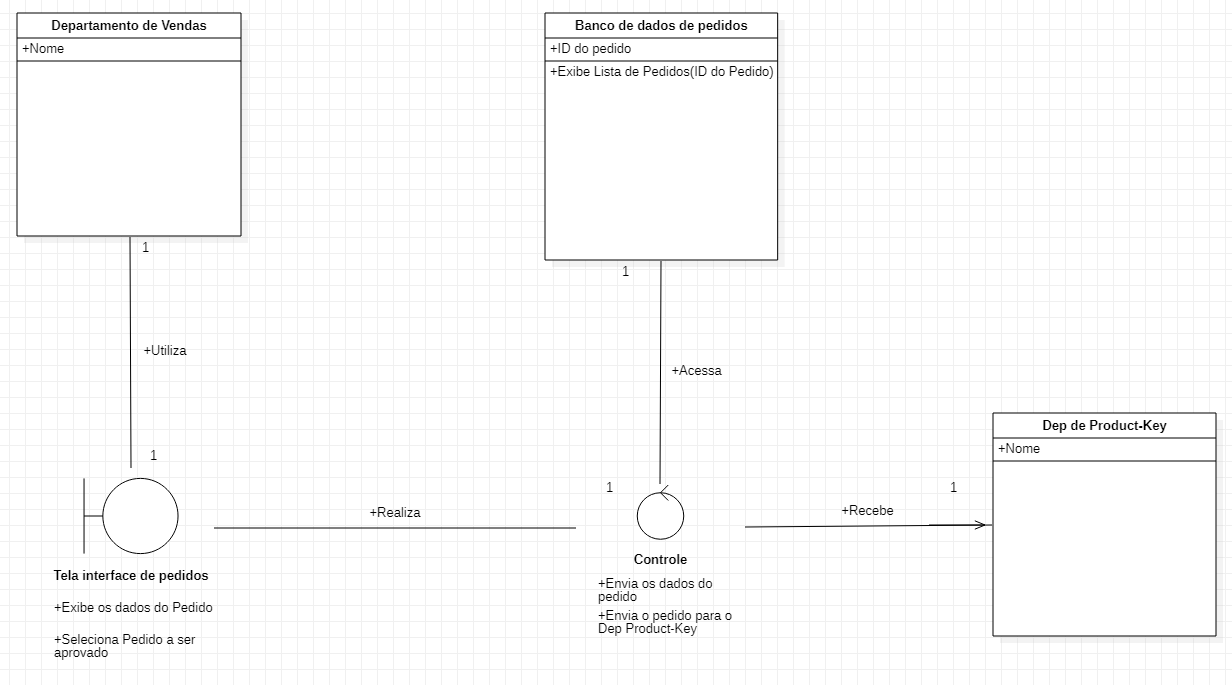 Departamento de Vendas
+Nome
Banco de dados de pedidos
+ID do pedido
+Exibe Lista de Pedidos(ID do Pedido)
1
1
+Utiliza
+Acessa
1
1
1
Dep de Product-Key
+Nome
+Realiza
+Recebe
Tela interface de pedidos
+Exibe os dados do Pedido
+Seleciona Pedido a ser
aprovado
Controle
+Envia os dados do
pedido
+Envia o pedido para o
Dep Product-Key